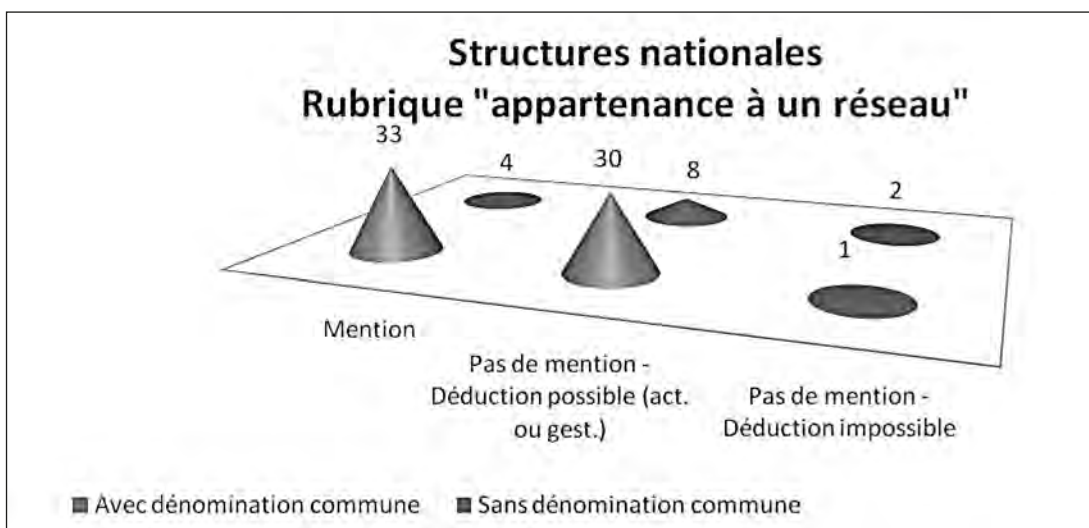 Structures nationales
Rubrique "appartenance à un réseau"
33
4
30
8
2
1
Mention
Pas de mention -
Déduction possible (act.
ou gest.)
Pas de mention -
Déduction impossible
Avec dénomination commune
Sans dénomination commune